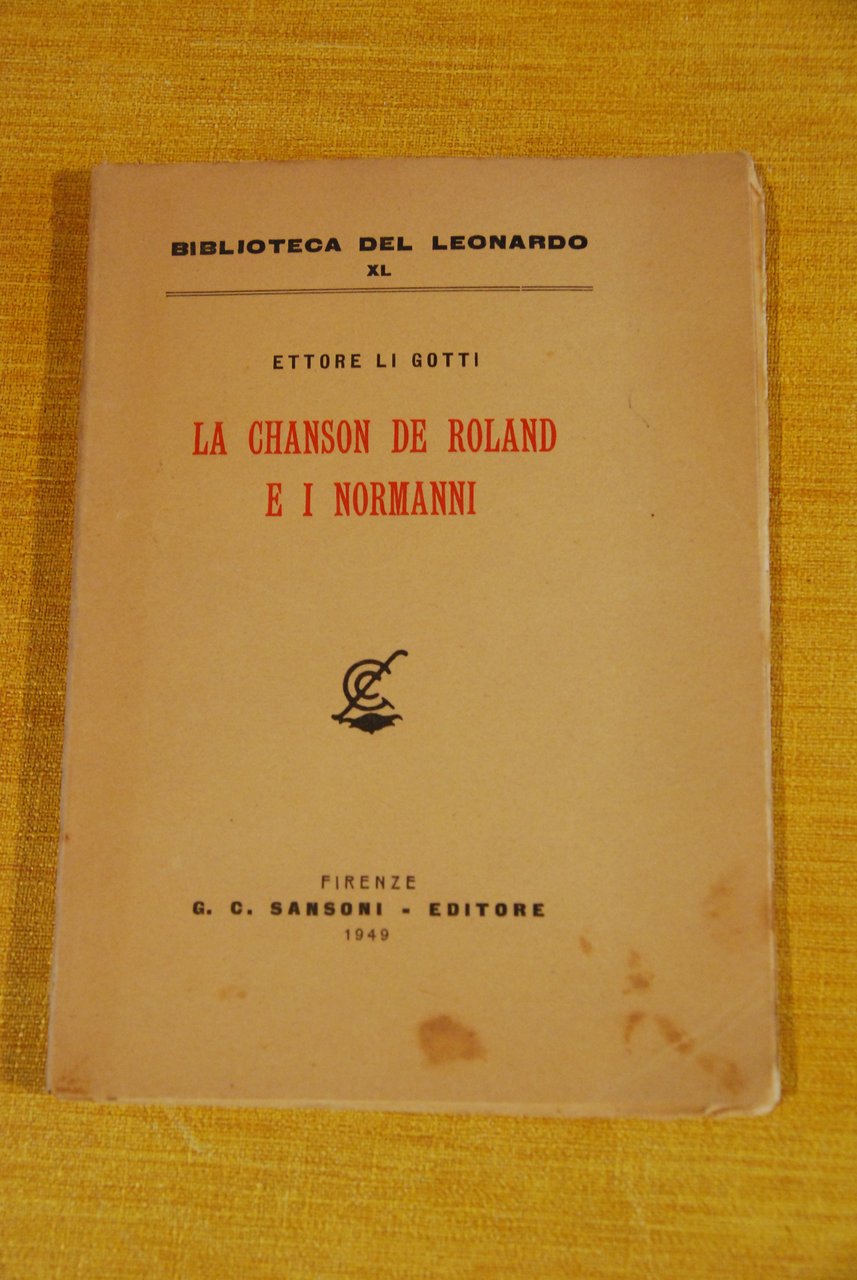 BIBLIOTECA DEL LEONARDO
XL
ETTORE LI GOTTI
LA CHANSON DE ROLAND
E I NORMANNI
FIRENZE
G. C. SANSONI - EDITORE
1949